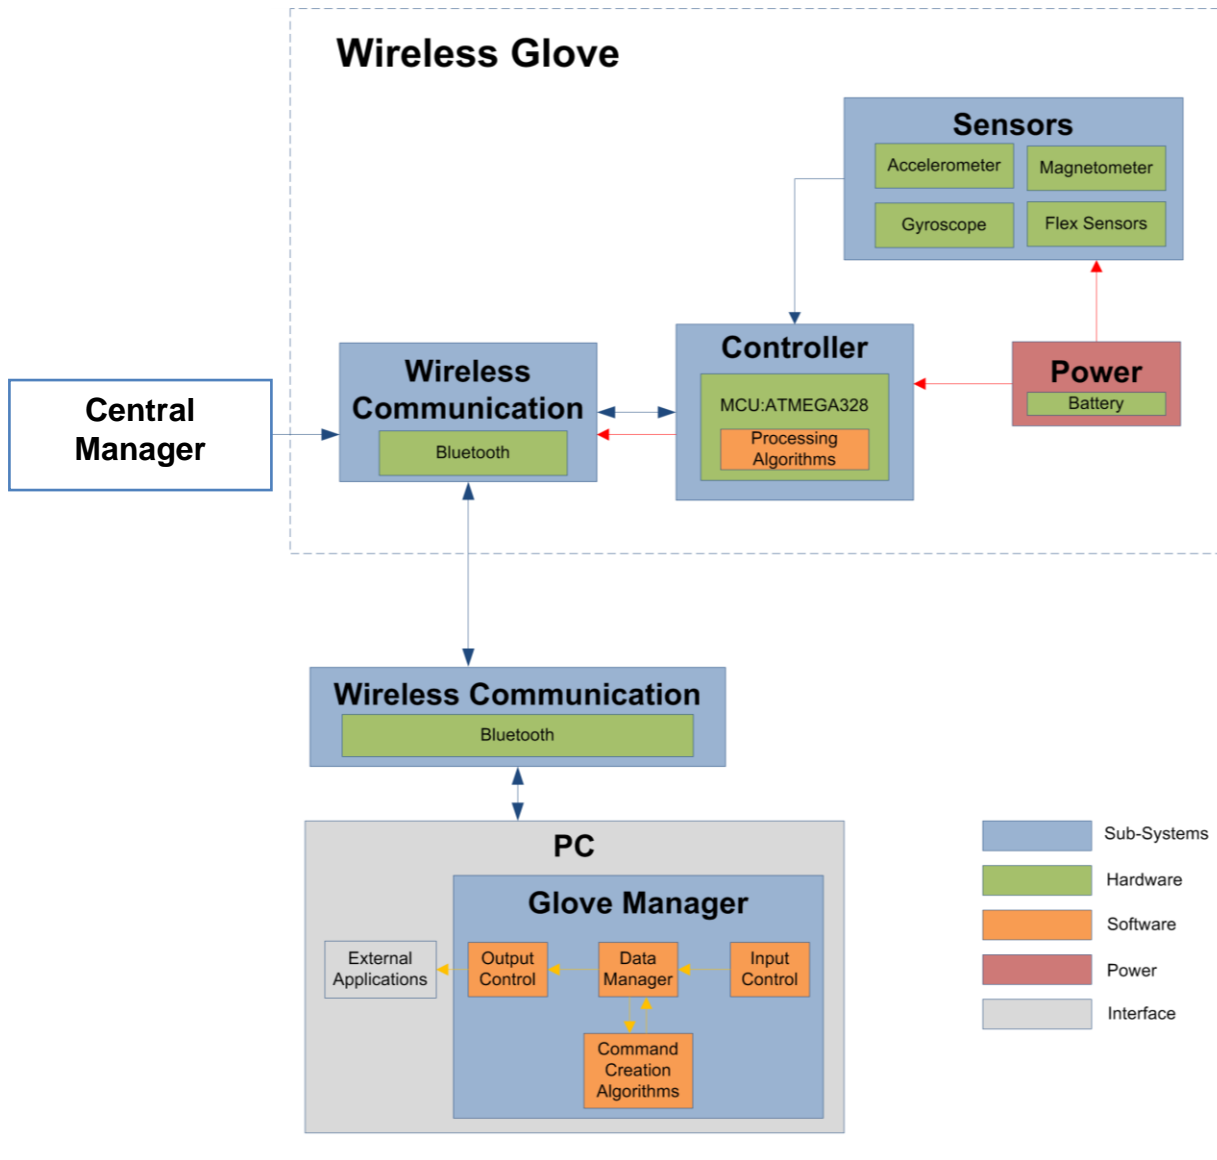 Wireless Glove
Sensors
Accelerometer
Magnetometer
Gyroscope
Flex Sensors
Controller
MCU:ATMEGA328
Processing
Algorithms
Power
Battery
Wireless
Communication
Bluetooth
Central
Manager
Wireless Communication
Bluetooth
PC
Glove Manager
External
Applications
Output
Control
Data
Manager
Input
Control
Command
Creation
Algorithms
Sub-Systems
Hardware
Software
Power
Interface